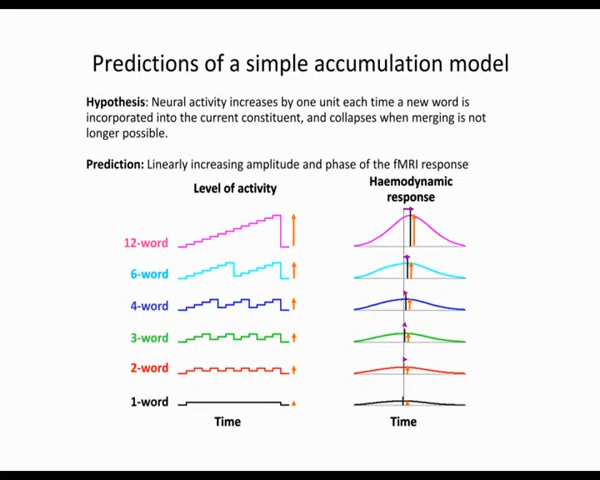 Predictions of a simple accumulation model
Hypothesis: Neural activity increases by one unit each time a new word is
incorporated into the current constituent, and collapses when merging is not
longer possible.
Prediction: Linearly increasing amplitude and phase of the fMRI response
Level of activity
Haemodynamic
response
12-word
6-word
4-word
3-word
2-word
1-word
Time
Time